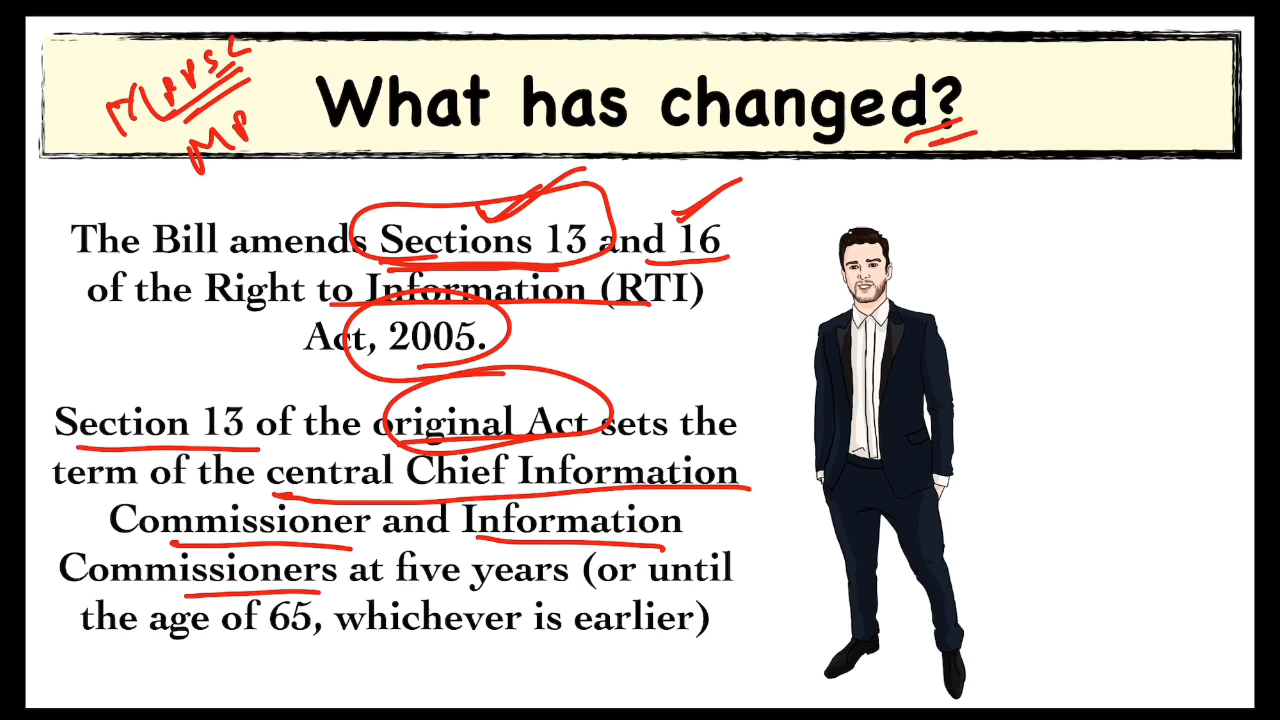 MPPSC
MP
What has changed?
The Bill amends Sections 13 and 16
of the Right to Information (RTI)
Act, 2005.
Section 13 of the original Act sets the
term of the central Chief Information
Commissioner and Information
Commissioners at five years (or until
the age of 65, whichever is earlier)